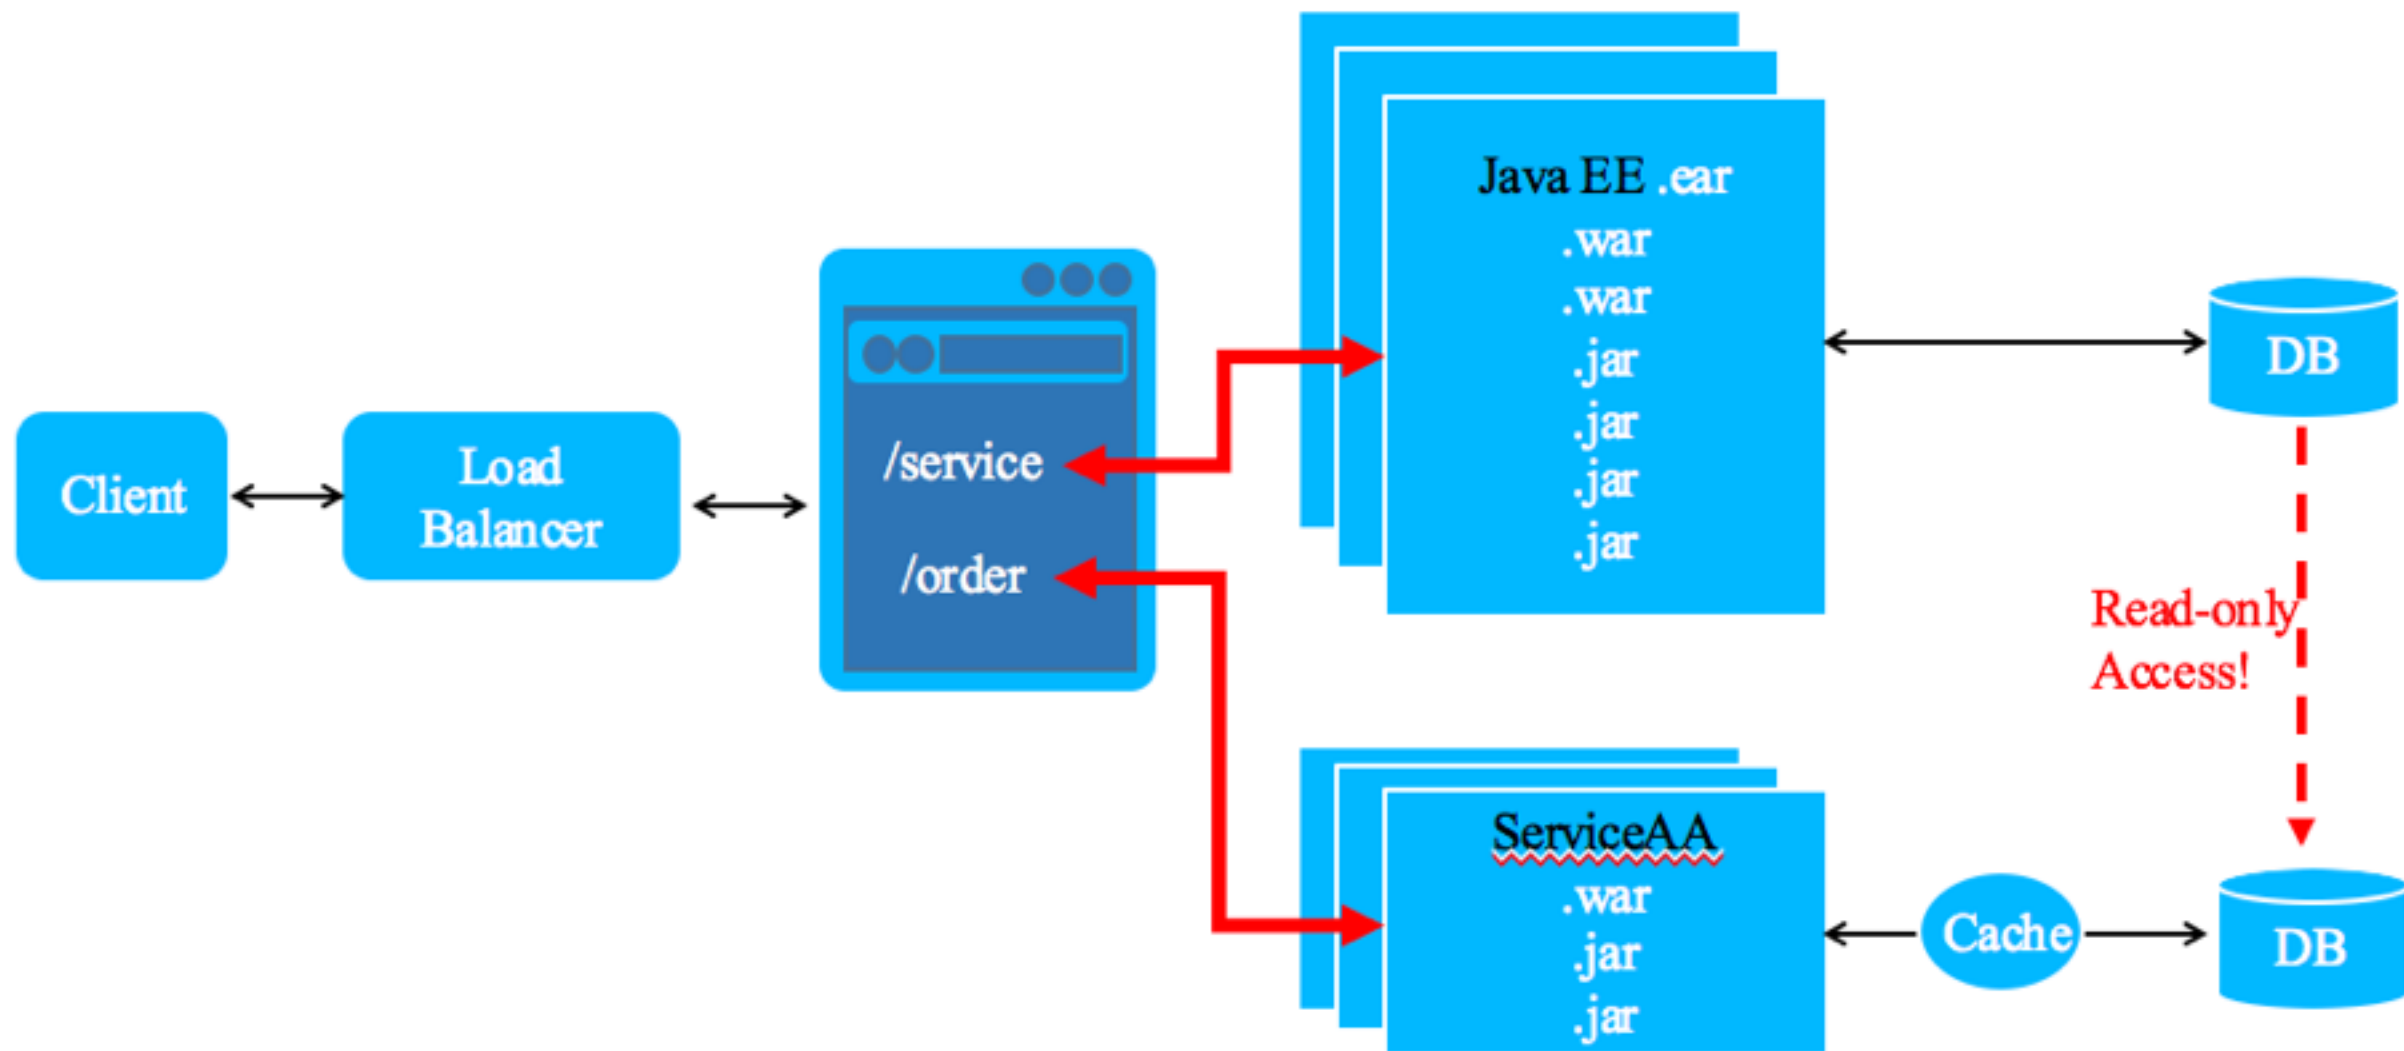 Client
Load
Balancer
/service
/order
Java EE .ear
.war
.war
.jar
.jar
.jar
.jar
DB
Read-only
Access!
ServiceAA
.war
.jar
.jar
Cache
DB